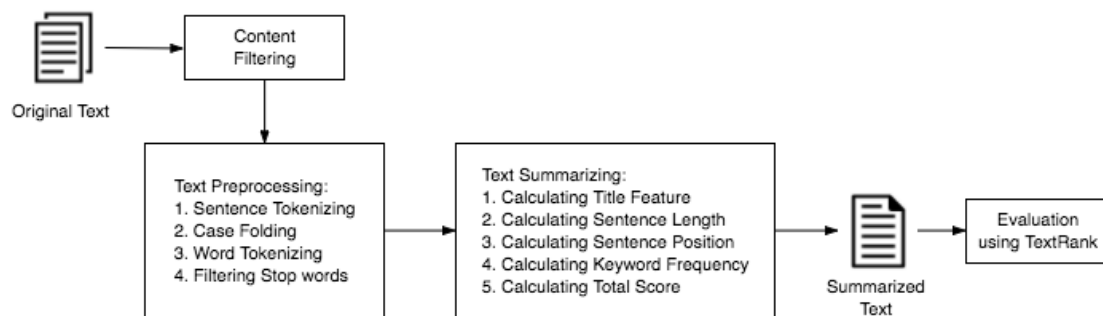 Content
Filtering
Original Text
Text Preprocessing:
1. Sentence Tokenizing
2. Case Folding
3. Word Tokenizing
4. Filtering Stop words
Text Summarizing:
1. Calculating Title Feature
2. Calculating Sentence Length
3. Calculating Sentence Position
4. Calculating Keyword Frequency
5. Calculating Total Score
Summarized
Text
Evaluation
using TextRank